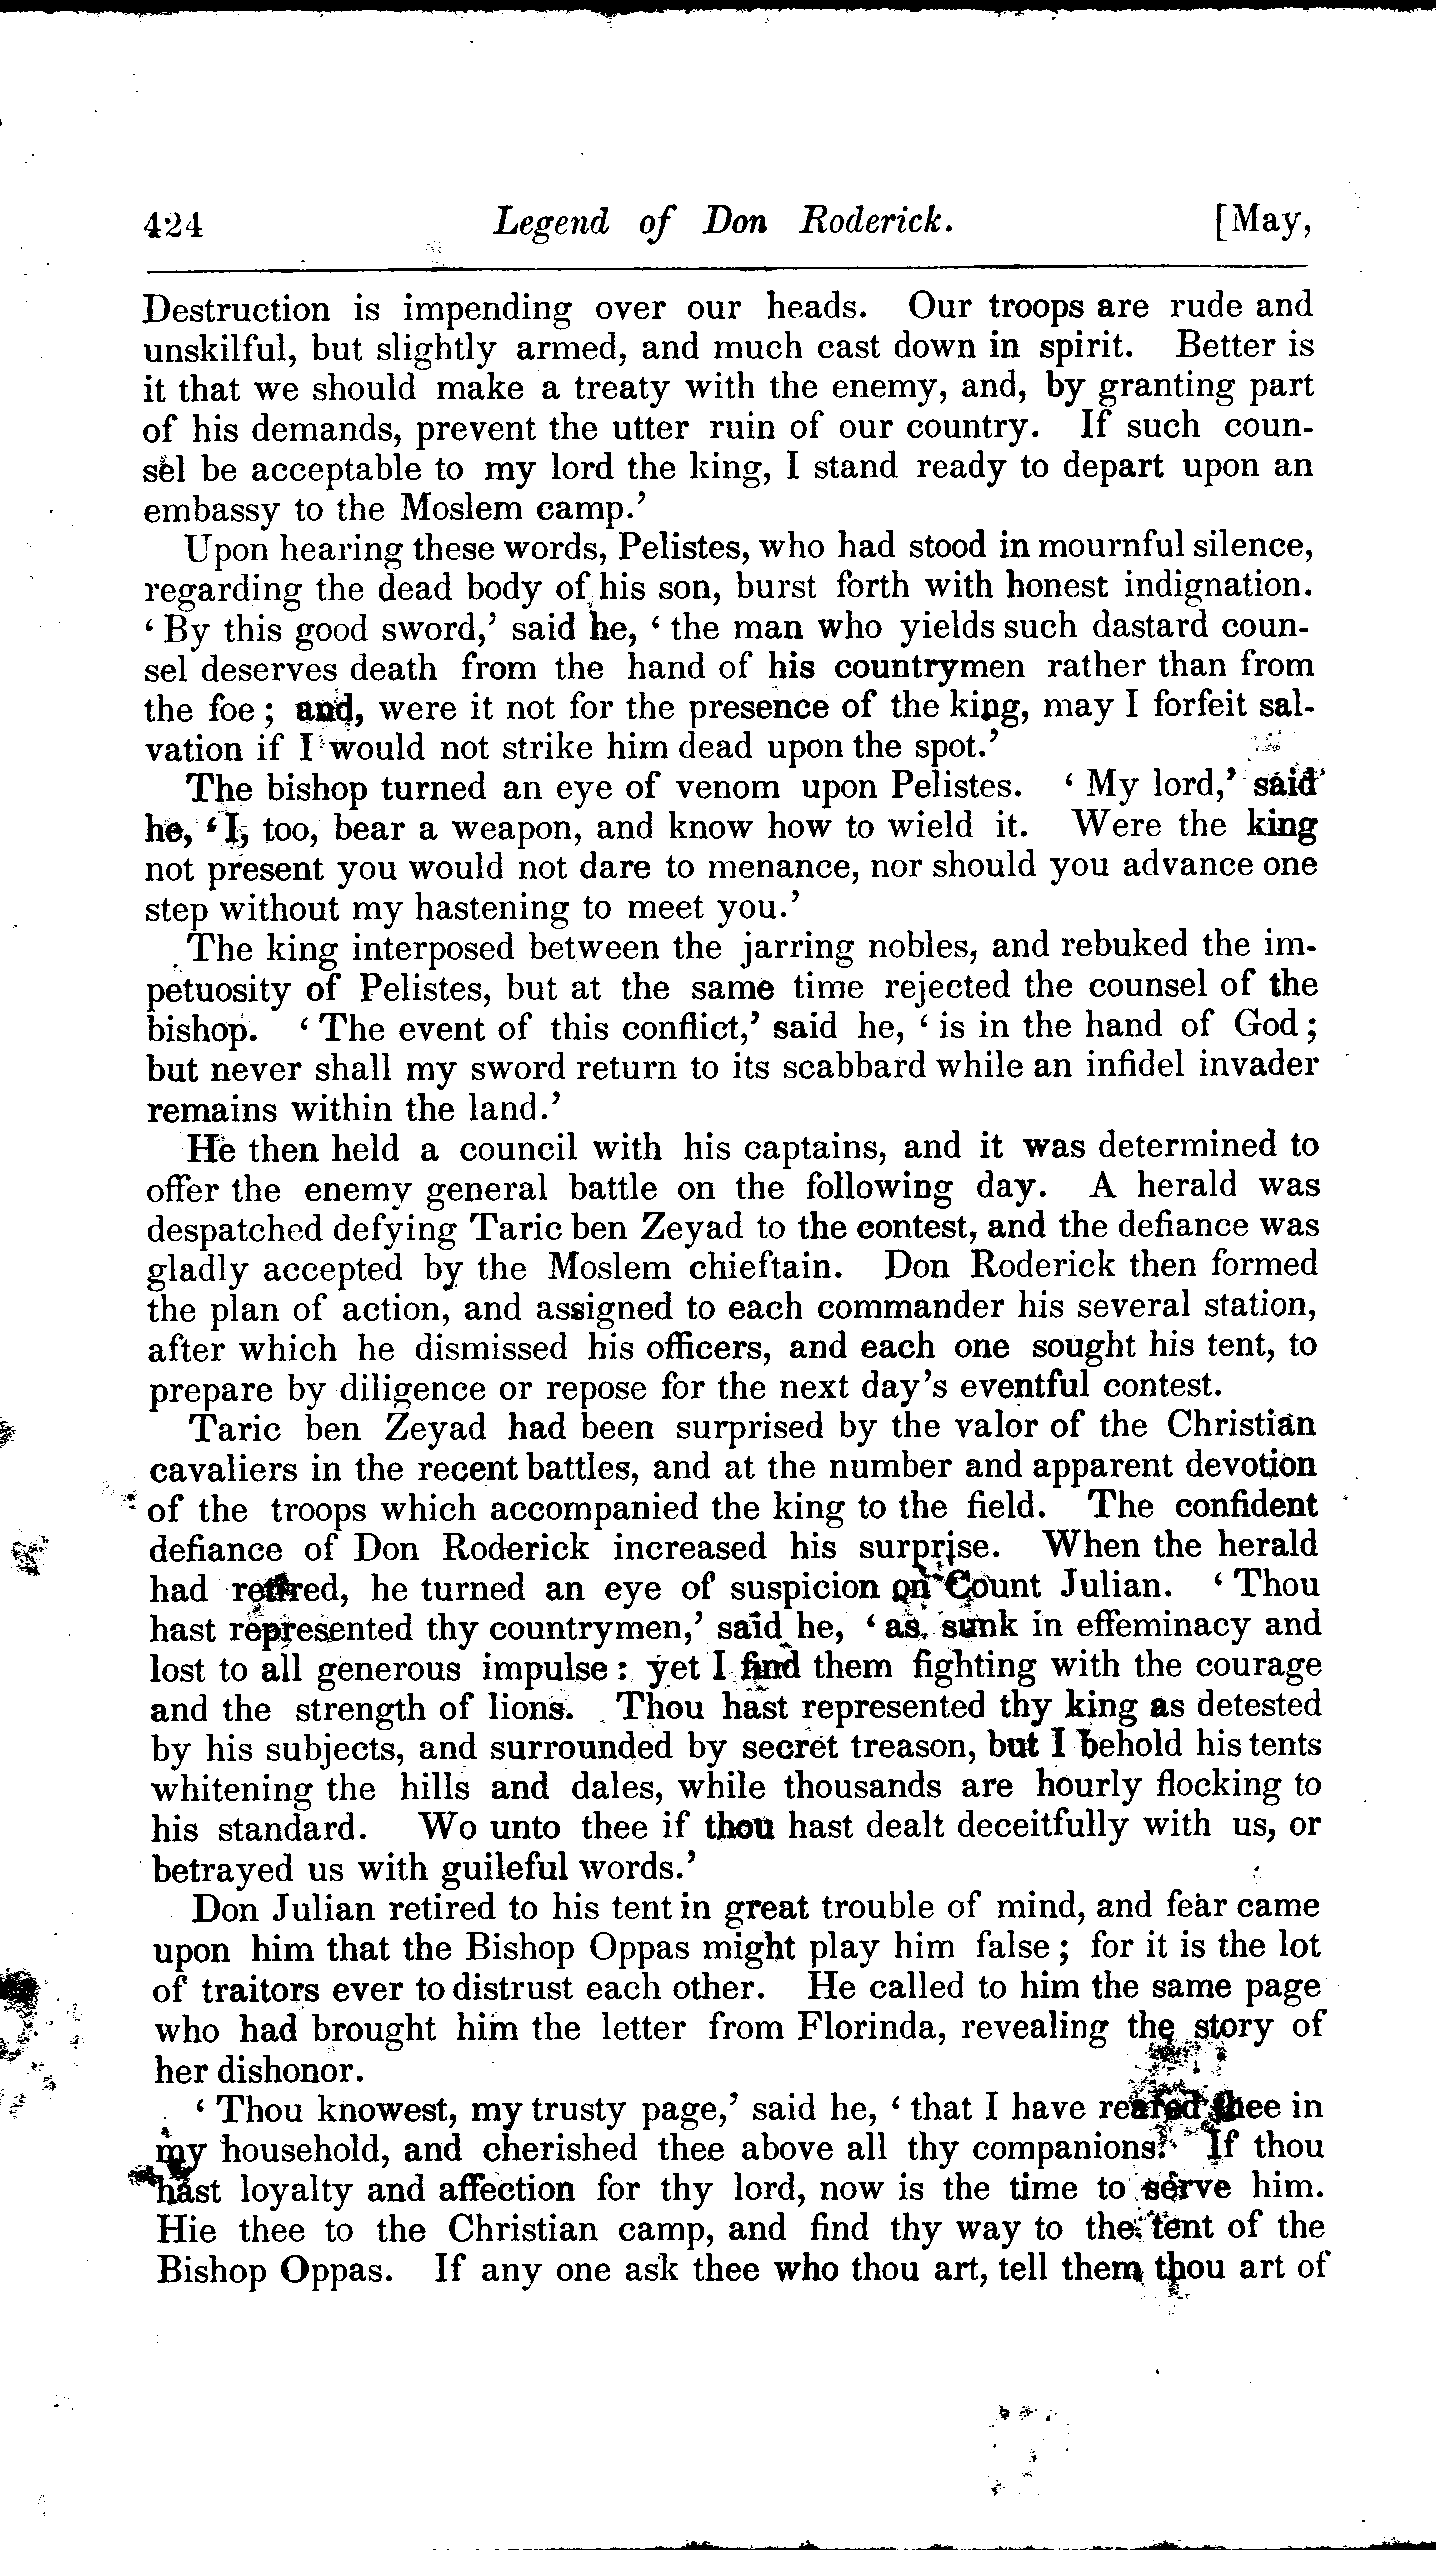 424 Legend of Don Roderick. [May,
Destruction is impending over our heads. Our troops are rude and
unskilful, but slightly armed, and much cast down in spirit. Better is
it that we should make a treaty with the enemy, and, by granting part
of his demands, prevent the utter ruin of our country. If such coun-
sel be acceptable to my lord the king, I stand ready to depart upon an
embassy to the Moslem camp.’
Upon hearing these words, Pelistes, who had stood in mournful silence,
regarding the dead body of his son, burst forth with honest indignation.
‘ By this good sword,’ said he, ‘ the man who yields such dastard coun-
sel deserves death from the hand of his countrymen rather than from
the foe ; and, were it not for the presence of the king, may I forfeit sal-
vation if I would not strike him dead upon the spot.’
The bishop turned an eye of venom upon Pelistes. ‘ My lord,’ said
he, ‘ I, too, bear a weapon, and know how to wield it. Were the king
not present you would not dare to menance, nor should you advance one
step without my hastening to meet you.’
The king interposed between the jarring nobles, and rebuked the im-
petuosity of Pelistes, but at the same time rejected the counsel of the
bishop. ‘ The event of this conflict,’ said he, ‘ is in the hand of God ;
but never shall my sword return to its scabbard while an infidel invader
remains within the land.’
He then held a council with his captains, and it was determined to
offer the enemy general battle on the following day. A herald was
despatched defying Taric ben Zeyad to the contest, and the defiance was
gladly accepted by the Moslem chieftain. Don Roderick then formed
the plan of action, and assigned to each commander his several station,
after which he dismissed his officers, and each one sought his tent, to
prepare by diligence or repose for the next day’s eventful contest.
Taric ben Zeyad had been surprised by the valor of the Christian
cavaliers in the recent battles, and at the number and apparent devotion
of the troops which accompanied the king to the field. The confident
defiance of Don Roderick increased his surprise. When the herald
had retired, he turned an eye of suspicion on Count Julian. ‘ Thou
hast represented thy countrymen,’ said he, ‘ as sunk in effeminacy and
lost to all generous impulse : yet I find them fighting with the courage
and the strength of lions. Thou hast represented thy king as detested
by his subjects, and surrounded by secret treason, but I behold his tents
whitening the hills and dales, while thousands are hourly flocking to
his standard. Wo unto thee if thou hast dealt deceitfully with us, or
betrayed us with guileful words.’
Don Julian retired to his tent in great trouble of mind, and fear came
upon him that the Bishop Oppas might play him false ; for it is the lot
of traitors ever to distrust each other. He called to him the same page
who had brought him the letter from Florinda, revealing the story of
her dishonor.
‘ Thou knowest, my trusty page,’ said he, ‘ that I have reared thee in
my household, and cherished thee above all thy companions. If thou
hast loyalty and affection for thy lord, now is the time to serve him.
Hie thee to the Christian camp, and find thy way to the tent of the
Bishop Oppas. If any one ask thee who thou art, tell them thou art of